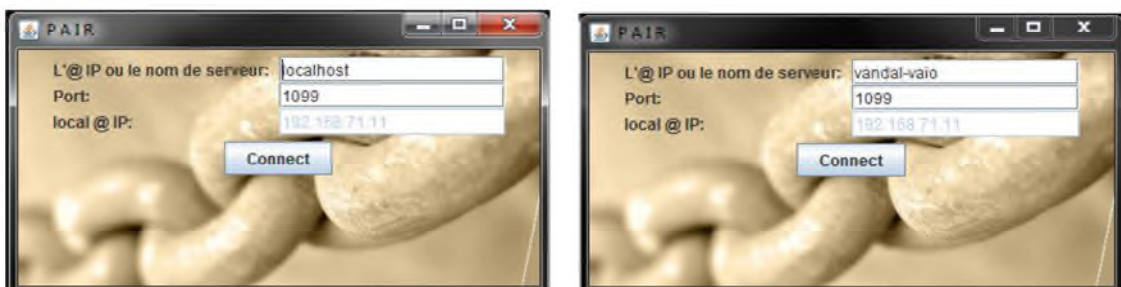 PAIR
L'@ IP ou le nom de serveur: localhost
Port: 1099
local @ IP: 192.168.71.11
Connect
PAIR
L'@ IP ou le nom de serveur: vandal-vaio
Port: 1099
local @ IP: 192.168.71.11
Connect